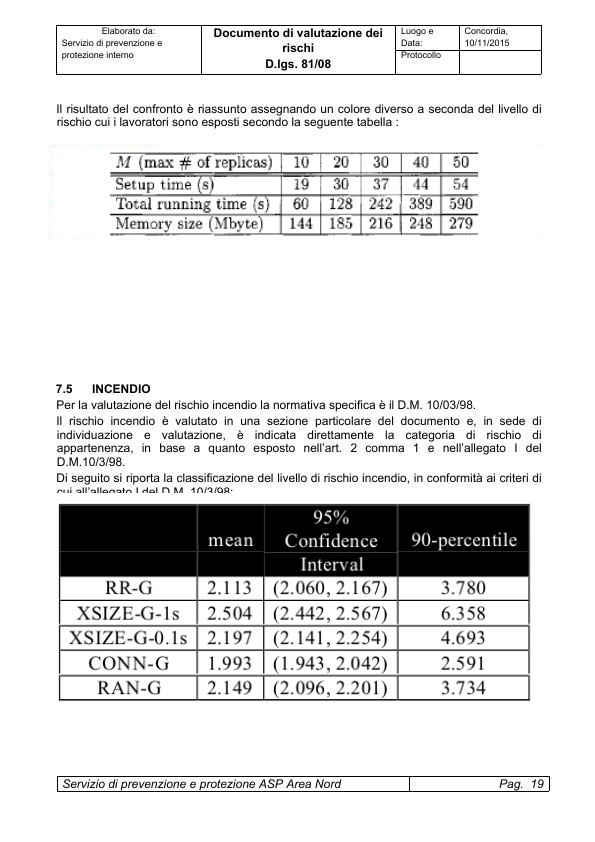 Elaborato da:
Servizio di prevenzione e
protezione interno
Documento di valutazione dei
rischi
D.lgs. 81/08
Luogo e
Data:
Concordia,
10/11/2015
Protocollo
Il risultato del confronto è riassunto assegnando un colore diverso a seconda del livello di
rischio cui i lavoratori sono esposti secondo la seguente tabella :
M (max # of replicas) 10 20 30 40 50
Setup time (s) 19 30 37 44 54
Total running time (s) 60 128 242 389 590
Memory size (Mbyte) 144 185 216 248 279
7.5 INCENDIO
Per la valutazione del rischio incendio la normativa specifica è il D.M. 10/03/98.
Il rischio incendio è valutato in una sezione particolare del documento e, in sede di
individuazione e valutazione, è indicata direttamente la categoria di rischio di
appartenenza, in base a quanto esposto nell'art. 2 comma 1 e nell'allegato I del
D.M.10/3/98.
Di seguito si riporta la classificazione del livello di rischio incendio, in conformità ai criteri di
cui all'allegato I del D.M. 10/3/98:
mean 95% Confidence Interval 90-percentile
RR-G 2.113 (2.060, 2.167) 3.780
XSIZE-G-1s 2.504 (2.442, 2.567) 6.358
XSIZE-G-0.1s 2.197 (2.141, 2.254) 4.693
CONN-G 1.993 (1.943, 2.042) 2.591
RAN-G 2.149 (2.096, 2.201) 3.734
Servizio di prevenzione e protezione ASP Area Nord Pag. 19